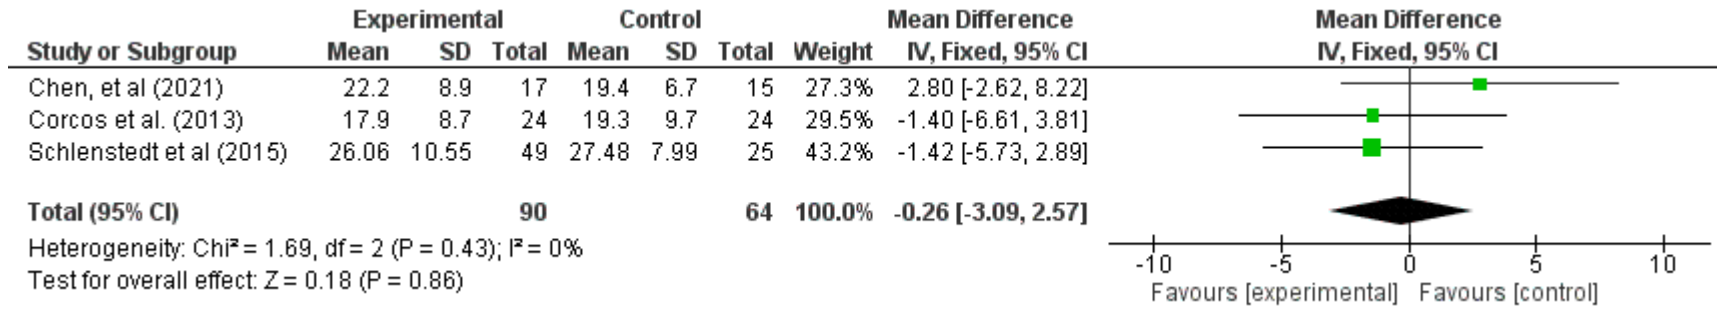 Experimental Control Mean Difference Mean Difference
Study or Subgroup Mean SD Total Mean SD Total Weight IV, Fixed, 95% CI IV, Fixed, 95% CI
Chen, et al (2021) 22.2 8.9 17 19.4 6.7 15 27.3% 2.80 [-2.62, 8.22]
Corcos et al. (2013) 17.9 8.7 24 19.3 9.7 24 29.5% -1.40 [-6.61, 3.81]
Schlenstedt et al (2015) 26.06 10.55 49 27.48 7.99 25 43.2% -1.42 [-5.73, 2.89]
Total (95% CI) 90 64 100.0% -0.26 [-3.09, 2.57]
Heterogeneity: Chi² = 1.69, df = 2 (P = 0.43); I² = 0%
Test for overall effect: Z = 0.18 (P = 0.86)
-10 -5 0 5 10
Favours [experimental] Favours [control]